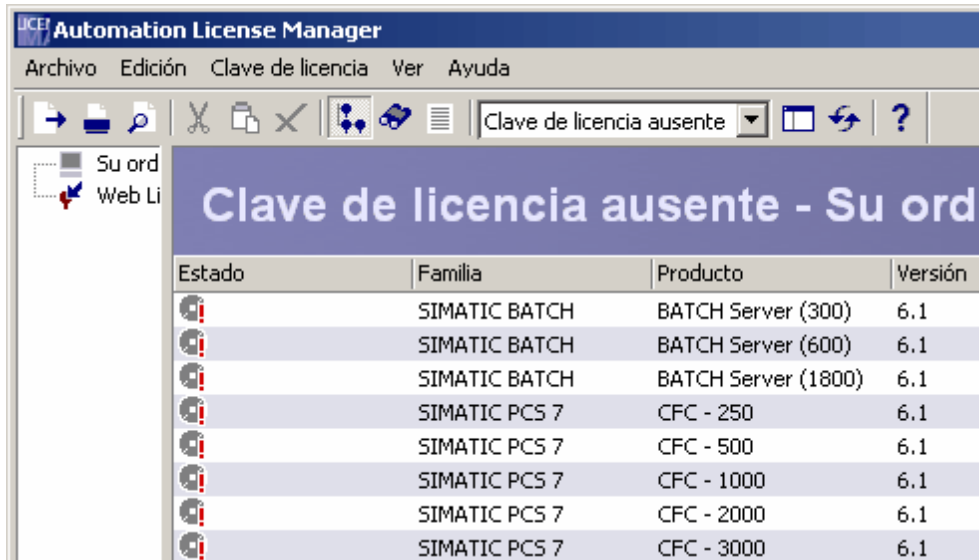 Automation License Manager
Archivo Edición Clave de licencia Ver Ayuda
Clave de licencia ausente
Su ord
Web Li
Clave de licencia ausente - Su ord
Estado Familia Producto Versión
SIMATIC BATCH BATCH Server (300) 6.1
SIMATIC BATCH BATCH Server (600) 6.1
SIMATIC BATCH BATCH Server (1800) 6.1
SIMATIC PCS 7 CFC - 250 6.1
SIMATIC PCS 7 CFC - 500 6.1
SIMATIC PCS 7 CFC - 1000 6.1
SIMATIC PCS 7 CFC - 2000 6.1
SIMATIC PCS 7 CFC - 3000 6.1